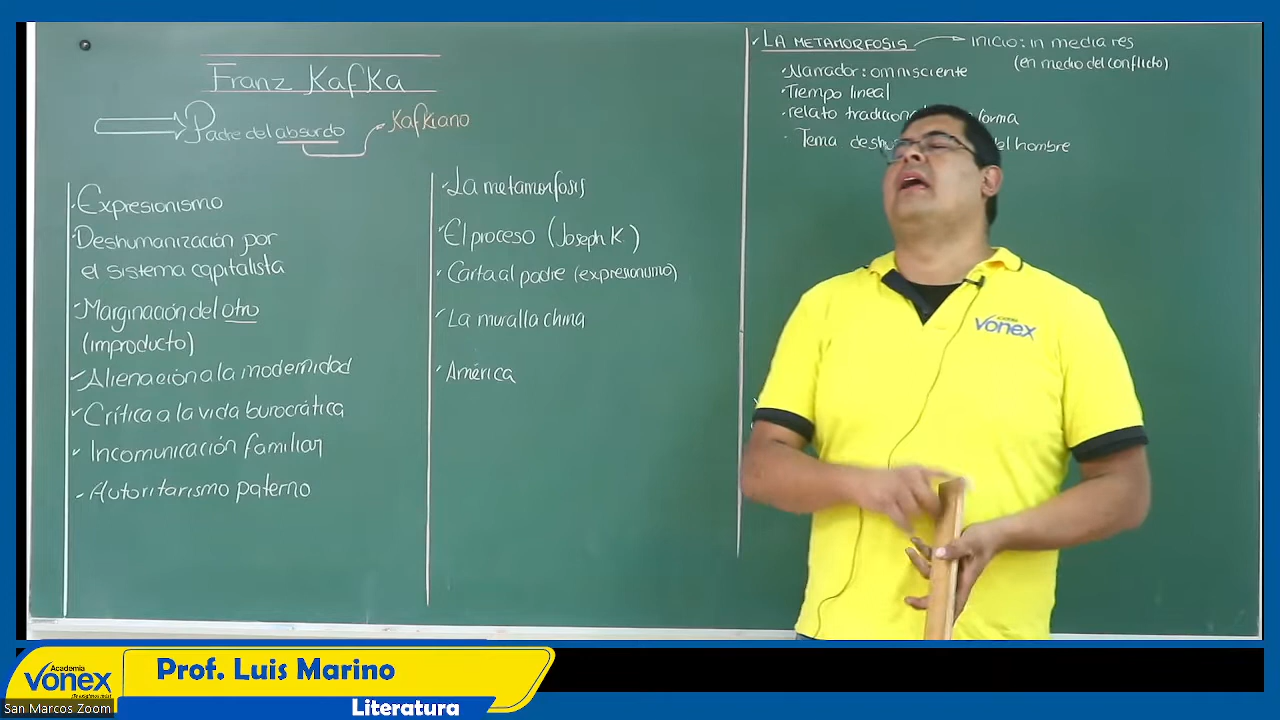 Franz Kafka
Padre del absurdo
Kafkiano
Expresionismo
Deshumanización por
el sistema capitalista
Marginación del otro
(improducto)
Alienación a la modernidad
Crítica a la vida burocrática
Incomunicación familiar
Autoritarismo paterno
La metamorfosis
El proceso (Joseph K.)
Carta al padre (expresionismo)
La muralla china
América
LA METAMORFOSIS
inicio: in media res
(en medio del conflicto)
Narrador: omnisciente
Tiempo lineal
relato tradicional forma
Tema deshu del hombre
ACADEMIA
vonex
Academia
vonex
San Marcos Zoom
Prof. Luis Marino
Literatura